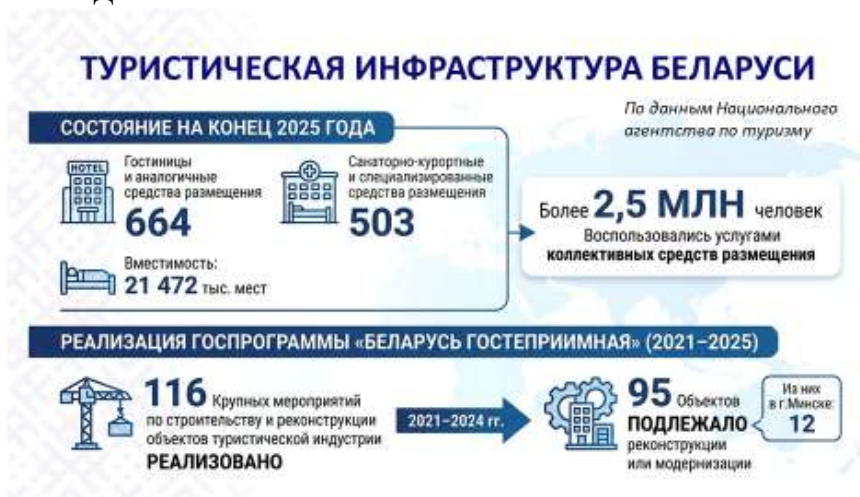 ТУРИСТИЧЕСКАЯ ИНФРАСТРУКТУРА БЕЛАРУСИ
По данным Национального
агентства по туризму
СОСТОЯНИЕ НА КОНЕЦ 2025 ГОДА
HOTEL
Гостиницы
и аналогичные
средства размещения
664
Санаторно-курортные
и специализированные
средства размещения
503
Вместимость:
21 472 тыс. мест
Более 2,5 МЛН человек
Воспользовались услугами
коллективных средств размещения
РЕАЛИЗАЦИЯ ГОСПРОГРАММЫ «БЕЛАРУСЬ ГОСТЕПРИИМНАЯ» (2021–2025)
116 Крупных мероприятий
по строительству и реконструкции
объектов туристической индустрии
РЕАЛИЗОВАНО
2021–2024 гг.
95 Объектов
ПОДЛЕЖАЛО
реконструкции
или модернизации
Из них
в г.Минске:
12